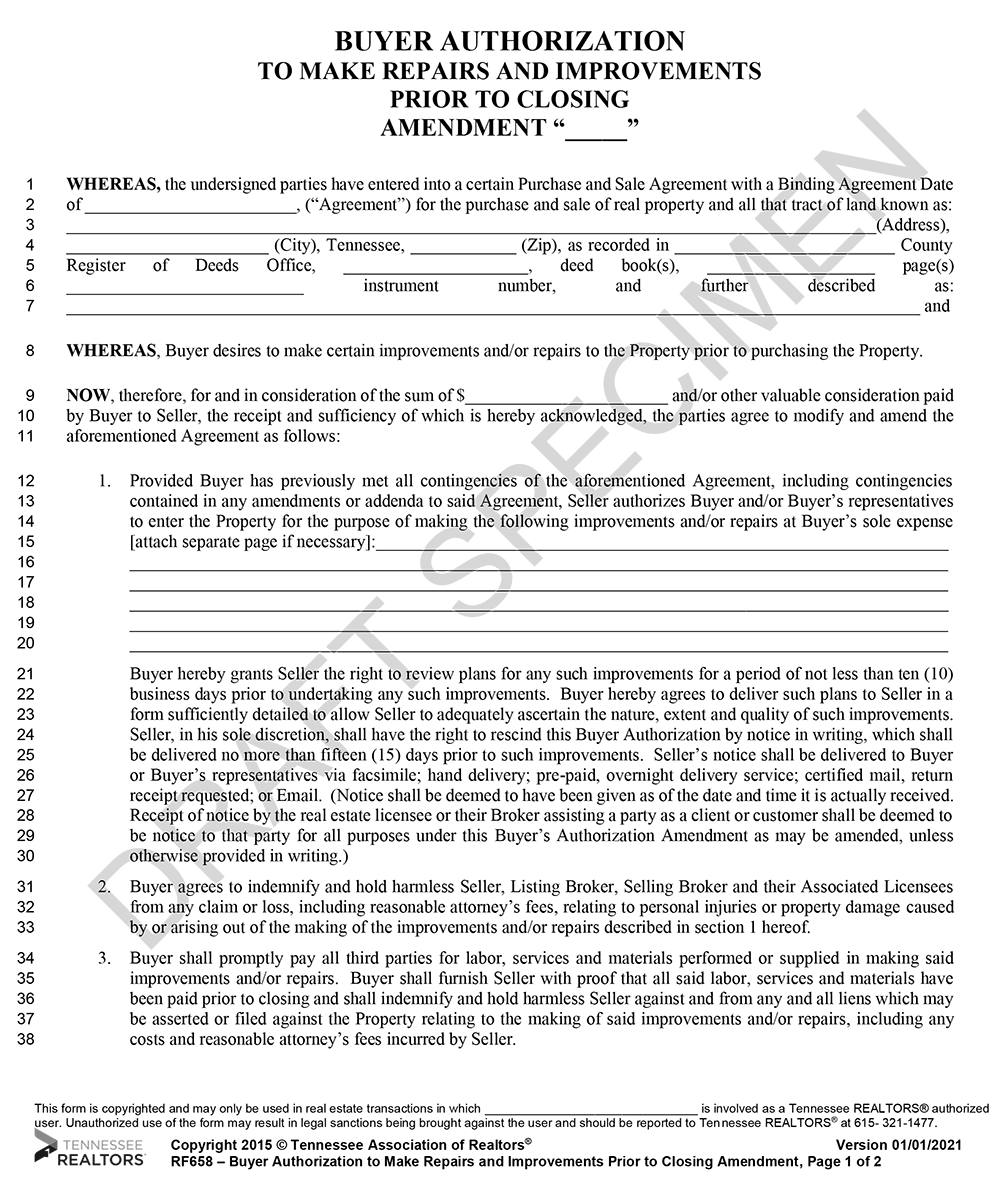 BUYER AUTHORIZATION
TO MAKE REPAIRS AND IMPROVEMENTS
PRIOR TO CLOSING
AMENDMENT “_____”
1 WHEREAS, the undersigned parties have entered into a certain Purchase and Sale Agreement with a Binding Agreement Date
2 of ____________________, (“Agreement”) for the purchase and sale of real property and all that tract of land known as:
3 ____________________(Address),
4 ____________________ (City), Tennessee, ____________ (Zip), as recorded in ____________________ County
5 Register of Deeds Office, ____________________, deed book(s), ____________________ page(s)
6 ____________________ instrument number, and further described as:
7 ____________________ and
8 WHEREAS, Buyer desires to make certain improvements and/or repairs to the Property prior to purchasing the Property.
9 NOW, therefore, for and in consideration of the sum of $____________________ and/or other valuable consideration paid
10 by Buyer to Seller, the receipt and sufficiency of which is hereby acknowledged, the parties agree to modify and amend the
11 aforementioned Agreement as follows:
12 1. Provided Buyer has previously met all contingencies of the aforementioned Agreement, including contingencies
13 contained in any amendments or addenda to said Agreement, Seller authorizes Buyer and/or Buyer’s representatives
14 to enter the Property for the purpose of making the following improvements and/or repairs at Buyer’s sole expense
15 [attach separate page if necessary]:____________________
16 ____________________
17 ____________________
18 ____________________
19 ____________________
20 ____________________
21 Buyer hereby grants Seller the right to review plans for any such improvements for a period of not less than ten (10)
22 business days prior to undertaking any such improvements. Buyer hereby agrees to deliver such plans to Seller in a
23 form sufficiently detailed to allow Seller to adequately ascertain the nature, extent and quality of such improvements.
24 Seller, in his sole discretion, shall have the right to rescind this Buyer Authorization by notice in writing, which shall
25 be delivered no more than fifteen (15) days prior to such improvements. Seller’s notice shall be delivered to Buyer
26 or Buyer’s representatives via facsimile; hand delivery; pre-paid, overnight delivery service; certified mail, return
27 receipt requested; or Email. (Notice shall be deemed to have been given as of the date and time it is actually received.
28 Receipt of notice by the real estate licensee or their Broker assisting a party as a client or customer shall be deemed to
29 be notice to that party for all purposes under this Buyer’s Authorization Amendment as may be amended, unless
30 otherwise provided in writing.)
31 2. Buyer agrees to indemnify and hold harmless Seller, Listing Broker, Selling Broker and their Associated Licensees
32 from any claim or loss, including reasonable attorney’s fees, relating to personal injuries or property damage caused
33 by or arising out of the making of the improvements and/or repairs described in section 1 hereof.
34 3. Buyer shall promptly pay all third parties for labor, services and materials performed or supplied in making said
35 improvements and/or repairs. Buyer shall furnish Seller with proof that all said labor, services and materials have
36 been paid prior to closing and shall indemnify and hold harmless Seller against and from any and all liens which may
37 be asserted or filed against the Property relating to the making of said improvements and/or repairs, including any
38 costs and reasonable attorney’s fees incurred by Seller.
DRAFT SPECIMEN
This form is copyrighted and may only be used in real estate transactions in which ____________________ is involved as a Tennessee REALTORS® authorized
user. Unauthorized use of the form may result in legal sanctions being brought against the user and should be reported to Tennessee REALTORS® at 615- 321-1477.
TENNESSEE
REALTORS®
Copyright 2015 © Tennessee Association of Realtors® Version 01/01/2021
RF658 – Buyer Authorization to Make Repairs and Improvements Prior to Closing Amendment, Page 1 of 2